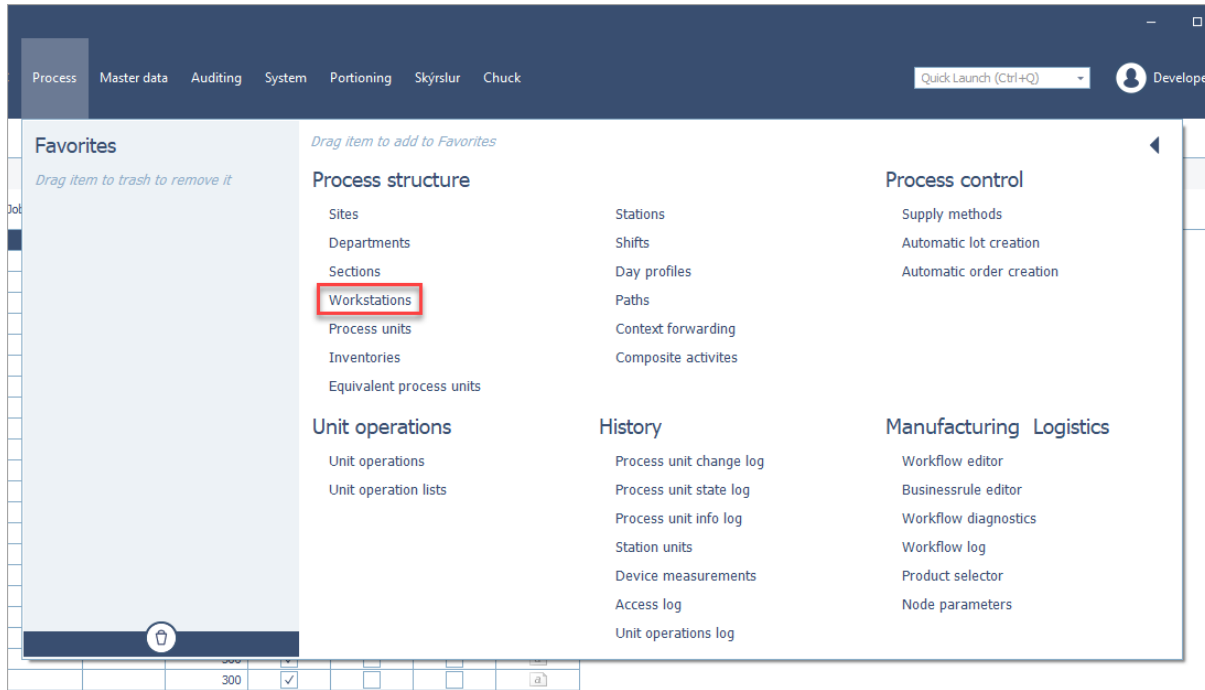 Process Master data Auditing System Portioning Skýrslur Chuck
Quick Launch (Ctrl+Q)
Develope
Favorites
Drag item to trash to remove it
Drag item to add to Favorites
Process structure
Sites
Departments
Sections
Workstations
Process units
Inventories
Equivalent process units
Stations
Shifts
Day profiles
Paths
Context forwarding
Composite activites
Process control
Supply methods
Automatic lot creation
Automatic order creation
Unit operations
Unit operations
Unit operation lists
History
Process unit change log
Process unit state log
Process unit info log
Station units
Device measurements
Access log
Unit operations log
Manufacturing Logistics
Workflow editor
Businessrule editor
Workflow diagnostics
Workflow log
Product selector
Node parameters
Job
300
300 a